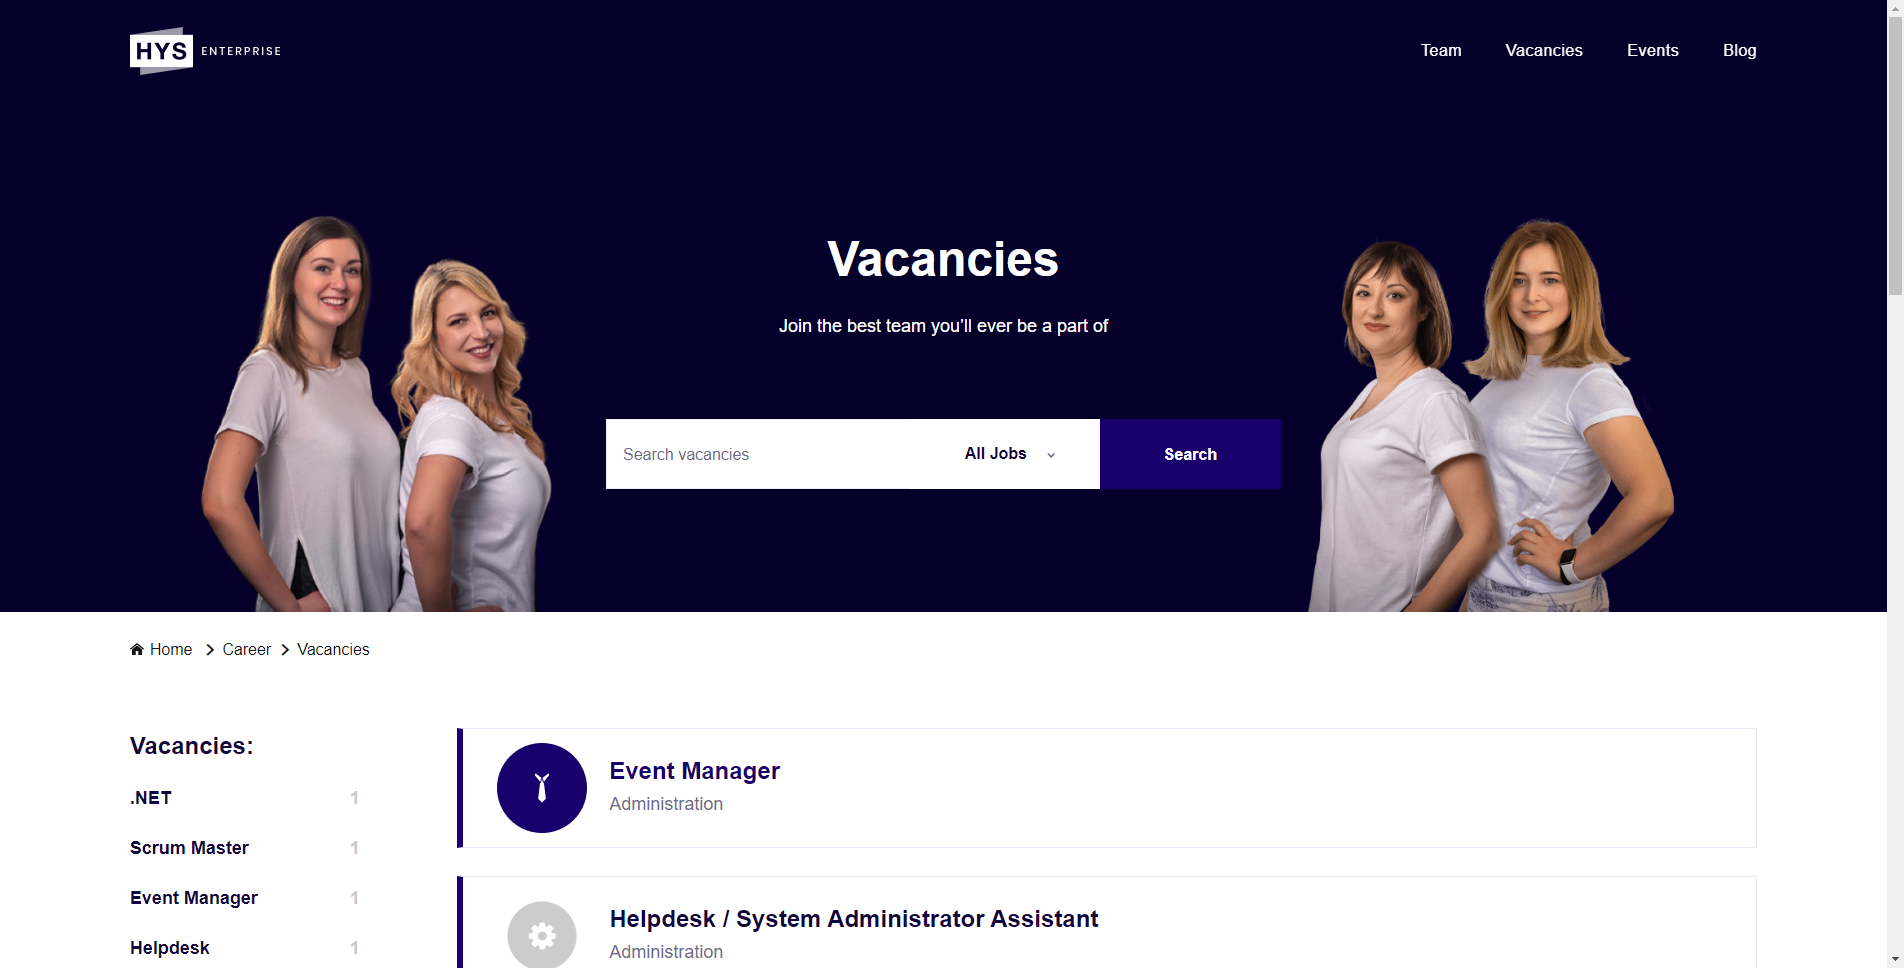 HYS ENTERPRISE
Team Vacancies Events Blog
Vacancies
Join the best team you’ll ever be a part of
Search vacancies All Jobs Search
Home Career Vacancies
Vacancies:
.NET 1
Scrum Master 1
Event Manager 1
Helpdesk 1
Event Manager
Administration
Helpdesk / System Administrator Assistant
Administration